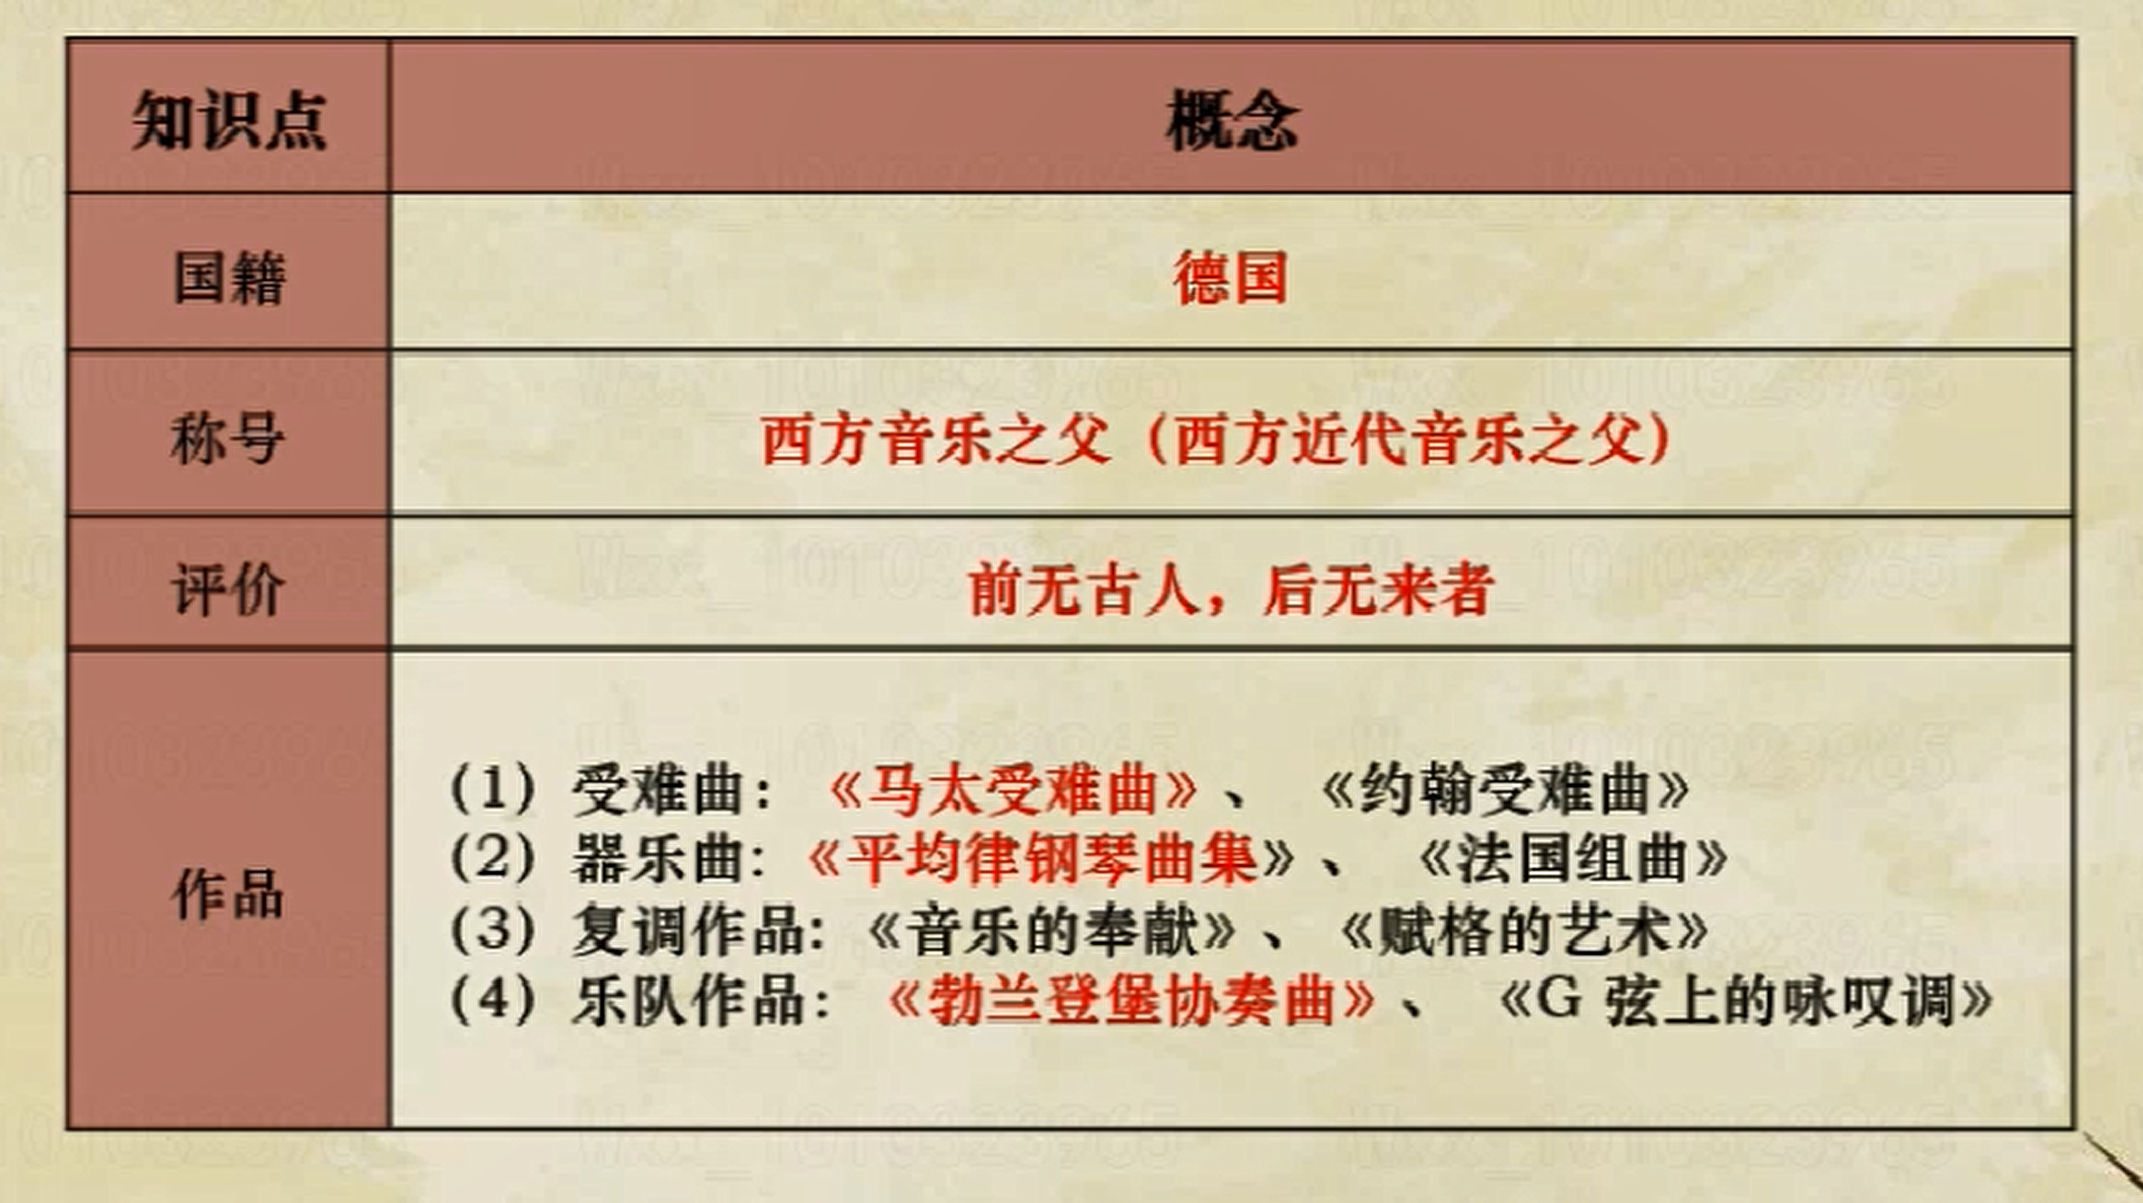 知识点 概念
国籍 德国
称号 西方音乐之父（西方近代音乐之父）
评价 前无古人，后无来者
作品
（1）受难曲：《马太受难曲》、《约翰受难曲》
（2）器乐曲：《平均律钢琴曲集》、《法国组曲》
（3）复调作品：《音乐的奉献》、《赋格的艺术》
（4）乐队作品：《勃兰登堡协奏曲》、《G 弦上的咏叹调》